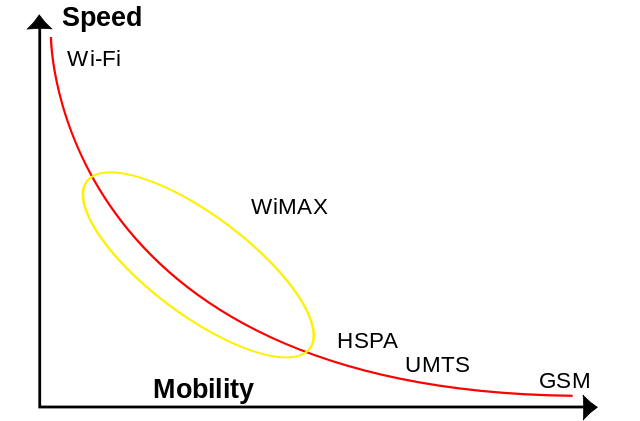 Speed
Wi-Fi
WiMAX
HSPA
UMTS
GSM
Mobility